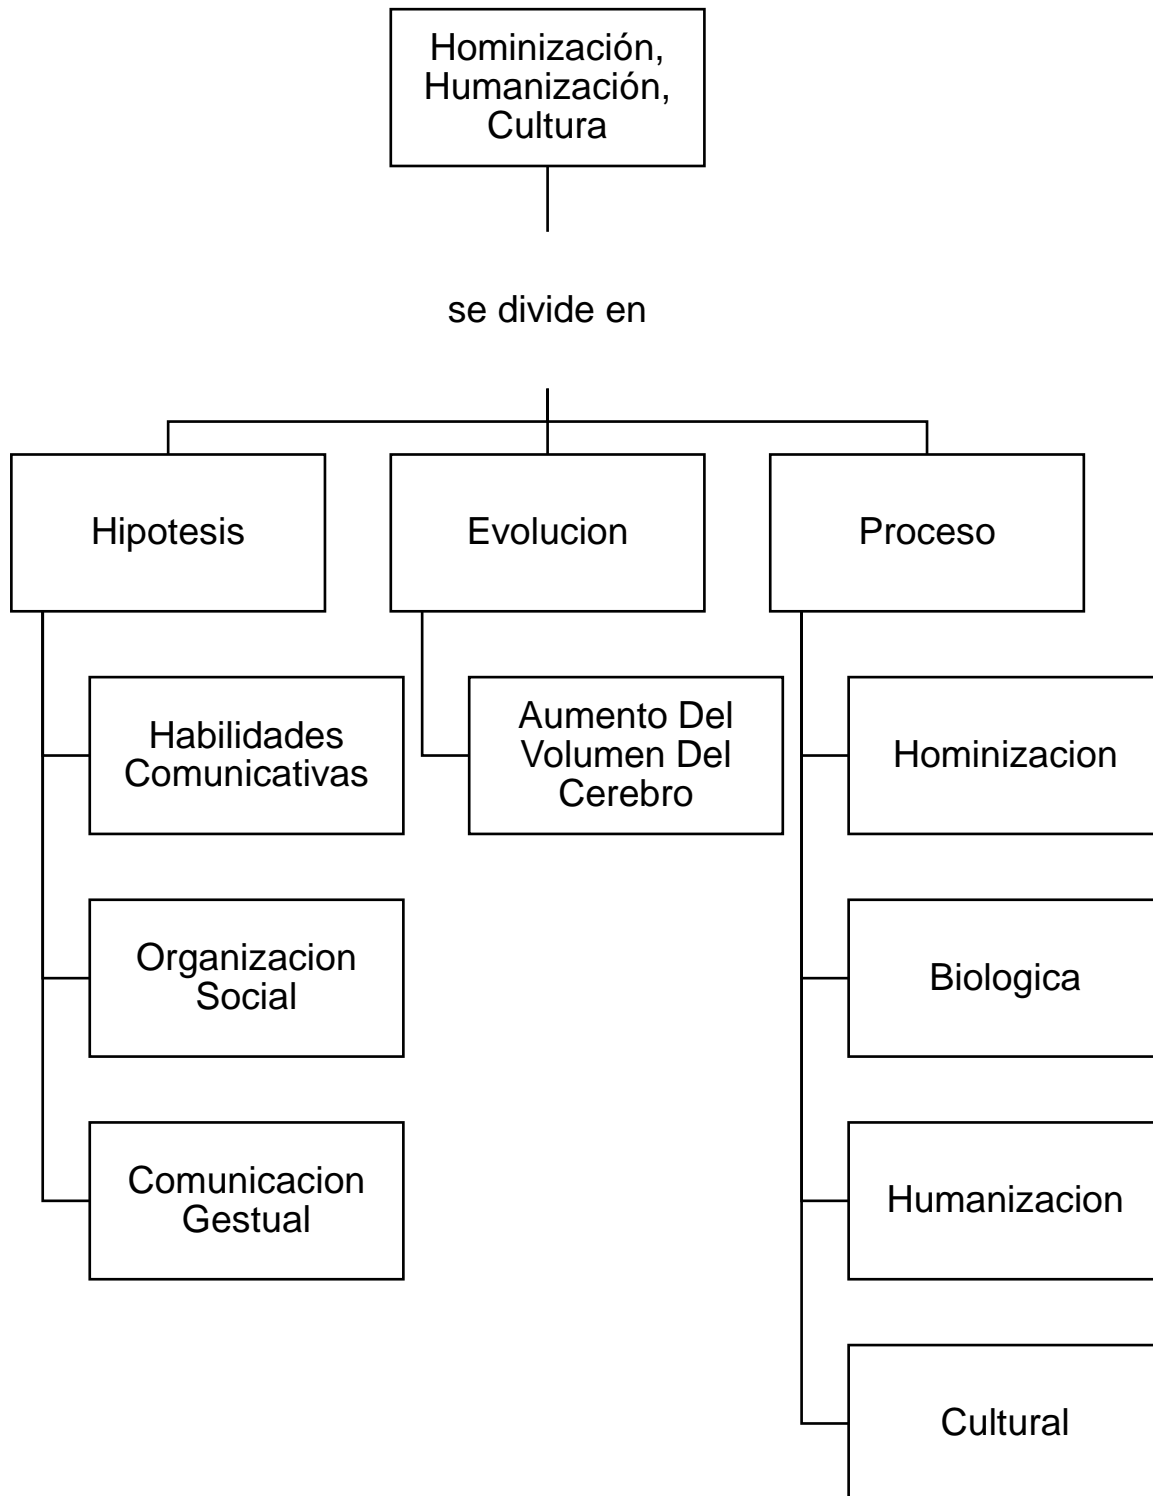 Hominización,
Humanización,
Cultura
se divide en
Hipotesis
Evolucion
Proceso
Habilidades
Comunicativas
Aumento Del
Volumen Del
Cerebro
Hominizacion
Organizacion
Social
Biologica
Comunicacion
Gestual
Humanizacion
Cultural